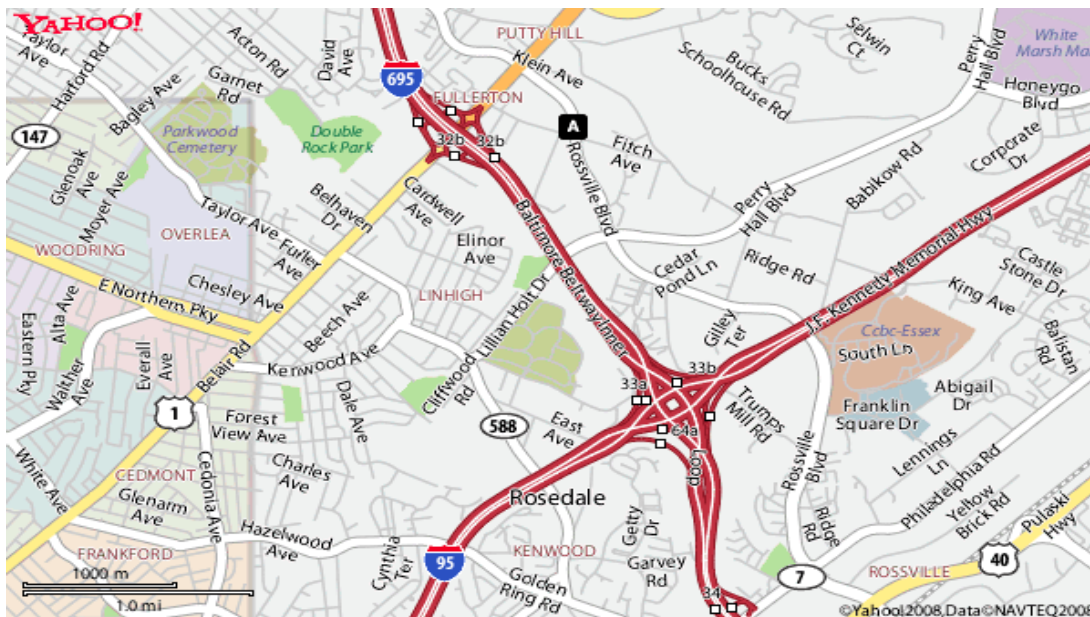 YAHOO!
Taylor
Ave
Harford Rd
Acton Rd
David
Ave
695
PUTTY HILL
Klein Ave
Bucks
Schoolhouse Rd
Selwin
Ct
Perry
Hall Blvd
White
Marsh Ma
Honeygo
Blvd
Bagley Ave
Garnet
Rd
FULLERTON
147
Parkwood
Cemetery
Double
Rock Park
32b
32b
A
Fitch
Ave
Rossville Blvd
Corporate
Dr
Babikow Rd
Glenoak
Ave
Moyer Ave
Belhaven
Dr
Cardwell
Ave
Perry
Hall Blvd
Taylor Ave
Baltimore Beltway Inner
WOODRING
OVERLEA
Furler
Ave
Elinor
Ave
Cedar
Pond Ln
Ridge Rd
J.F. Kennedy Memorial Hwy
Castle
Stone Dr
King Ave
E Northern Pky
Chesley Ave
LINHIGH
Lillian Holt Dr
Gilley
Ter
Ccbc-Essex
South Ln
Balistan
Rd
Eastern Pky
Alta Ave
Walther
Ave
Everall
Ave
Belair Rd
Beech Ave
Kenwood Ave
Cliffwood
Rd
33b
33a
Abigail
Dr
Franklin
Square Dr
1
Forest
View Ave
Dale Ave
588
East
Ave
64a
Trumps
Mill Rd
Loop
Rossville
Blvd
Lennings
Ln
White Ave
CEDMONT
Cedonia Ave
Charles
Ave
Rosedale
Philadelphia Rd
Yellow
Brick Rd
Pulaski
Hwy
Glenarm
Ave
Hazelwood
Ave
Getty
Dr
Ridge
Rd
FRANKFORD
Cynthia
Ter
95
KENWOOD
Garvey
Rd
7
ROSSVILLE
40
1000 m
1.0 mi
Golden
Ring Rd
34
©Yahoo!2008,Data©NAVTEQ2008